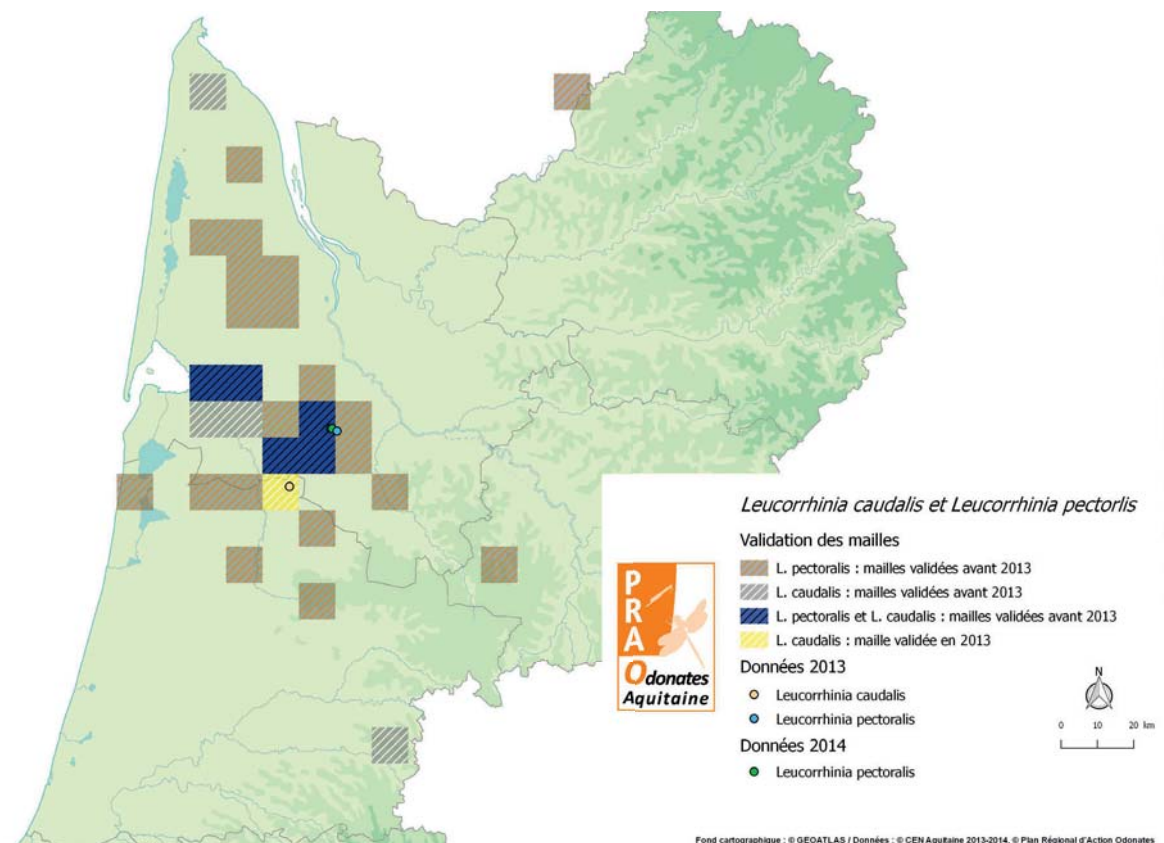 Leucorrhinia caudalis et Leucorrhinia pectorlis
Validation des mailles
L. pectoralis : mailles validées avant 2013
L. caudalis : mailles validées avant 2013
L. pectoralis et L. caudalis : mailles validées avant 2013
L. caudalis : maille validée en 2013
Données 2013
Leucorrhinia caudalis
Leucorrhinia pectoralis
Données 2014
Leucorrhinia pectoralis
PRA
Odonates
Aquitaine
N
0 10 20 km
Fond cartographique : © GEOATLAS / Données : © CEN Aquitaine 2013-2014, © Plan Régional d'Action Odonates